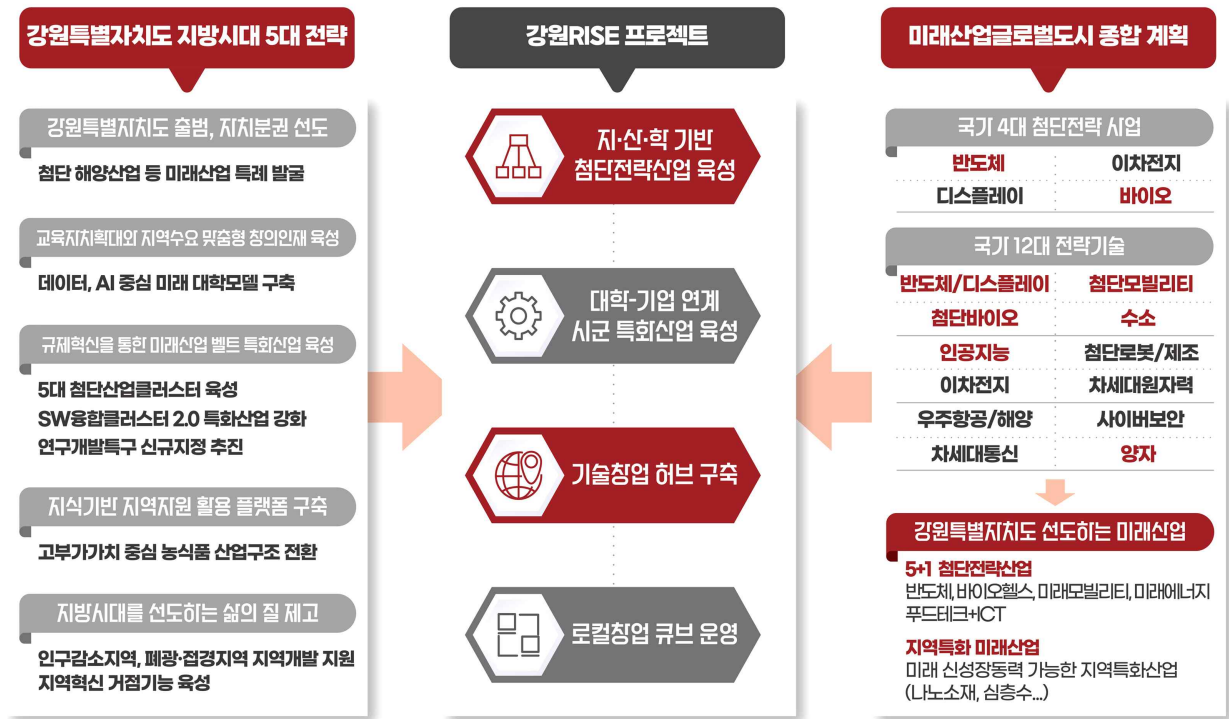 강원특별자치도 지방시대 5대 전략
강원특별자치도 출범, 자치분권 선도
첨단 해양산업 등 미래산업 특례 발굴
교육자치확대와 지역수요 맞춤형 창의인재 육성
데이터, AI 중심 미래 대학모델 구축
규제혁신을 통한 미래산업 벨트 특화산업 육성
5대 첨단산업클러스터 육성
SW융합클러스터 2.0 특화산업 강화
연구개발특구 신규지정 추진
지식기반 지역자원 활용 플랫폼 구축
고부가가치 중심 농식품 산업구조 전환
지방시대를 선도하는 삶의 질 제고
인구감소지역, 폐광·접경지역 지역개발 지원
지역혁신 거점기능 육성
강원RISE 프로젝트
지·산·학 기반
첨단전략산업 육성
대학-기업 연계
시군 특화산업 육성
기술창업 허브 구축
로컬창업 큐브 운영
미래산업글로벌도시 종합 계획
국가 4대 첨단전략 사업
반도체 이차전지
디스플레이 바이오
국가 12대 전략기술
반도체/디스플레이 첨단모빌리티
첨단바이오 수소
인공지능 첨단로봇/제조
이차전지 차세대원자력
우주항공/해양 사이버보안
차세대통신 양자
강원특별자치도 선도하는 미래산업
5+1 첨단전략산업
반도체, 바이오헬스, 미래모빌리티, 미래에너지
푸드테크+ICT
지역특화 미래산업
미래 신성장동력 가능한 지역특화산업
(나노소재, 심층수...)